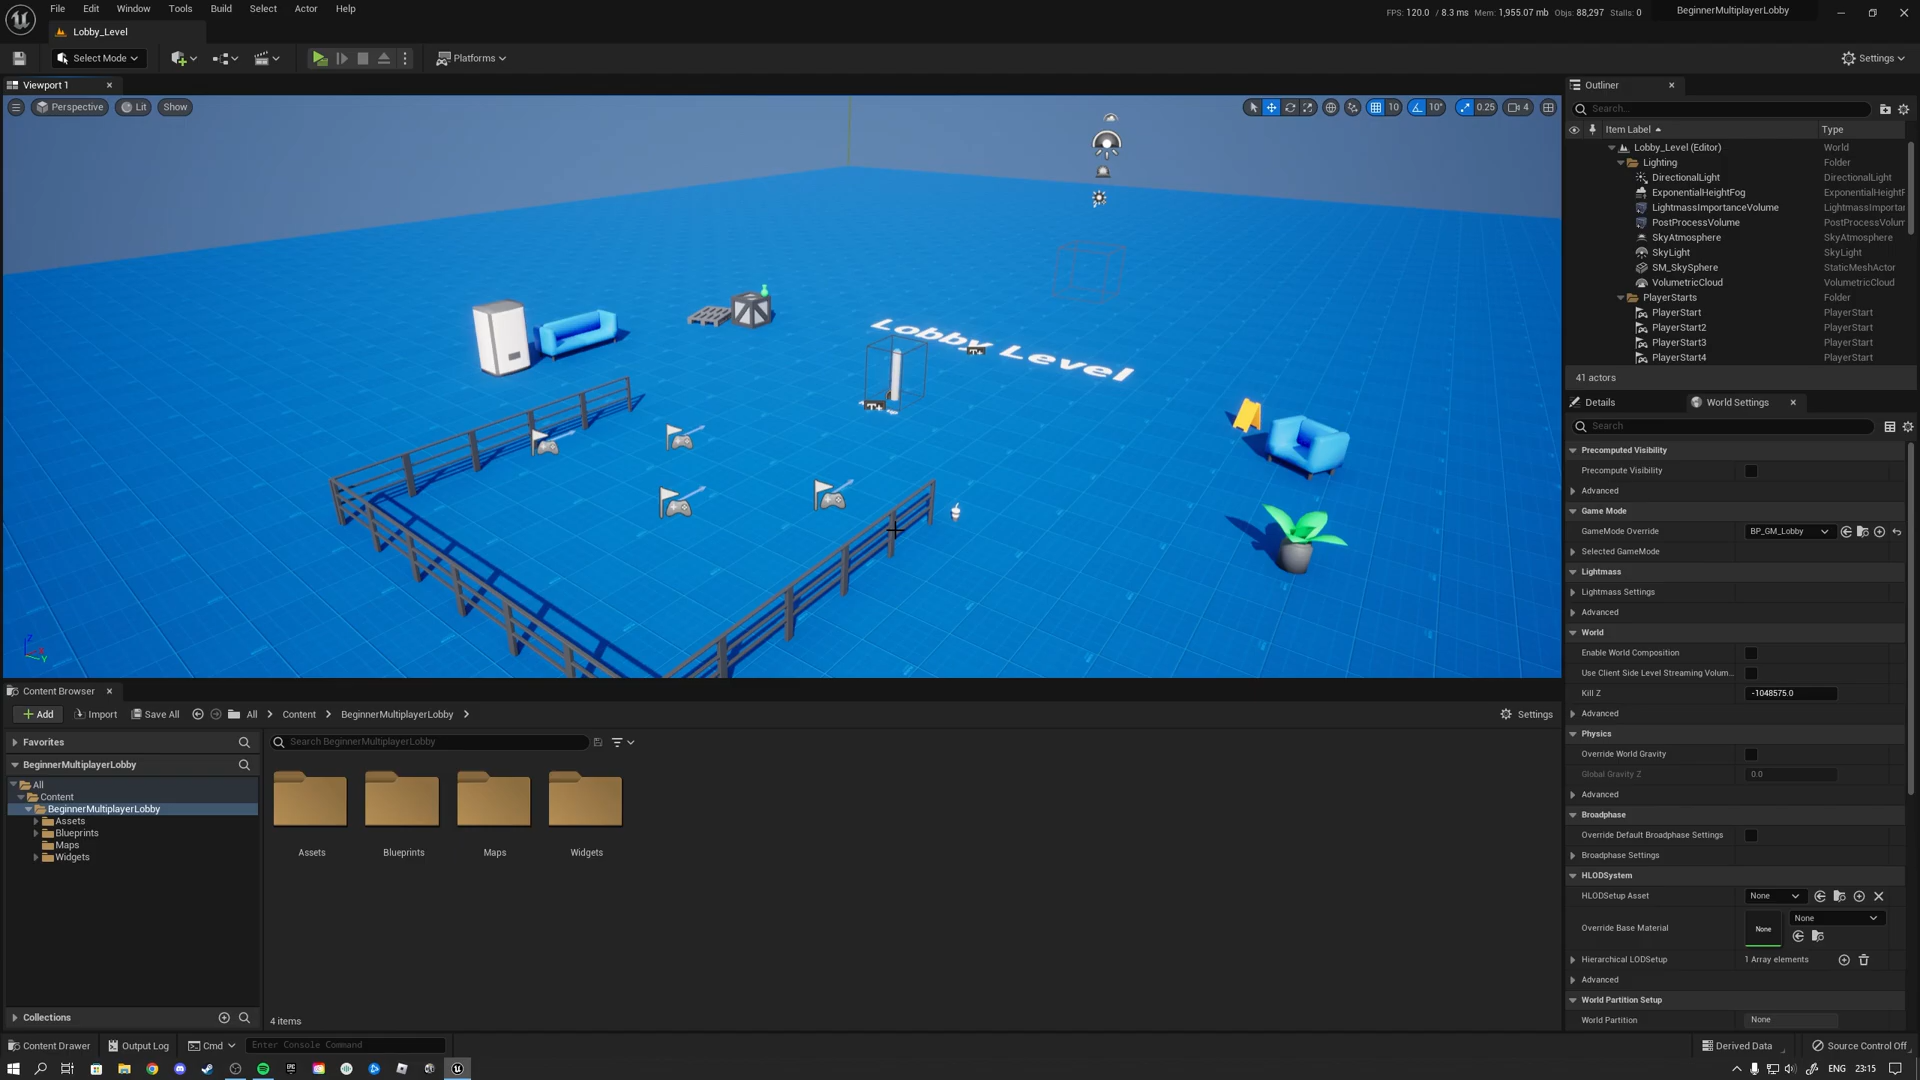 File Edit Window Tools Build Select Actor Help
FPS: 120.0 / 8.3 ms Mem: 1,955.07 mb Objs: 88,297 Stalls: 0
BeginnerMultiplayerLobby
Lobby_Level
Select Mode
Platforms
Settings
Viewport 1
Perspective
Lit
Show
10
10°
0.25
4
Lobby Level
Outliner
Search...
Item Label
Type
Lobby_Level (Editor) World
Lighting Folder
DirectionalLight DirectionalLight
ExponentialHeightFog ExponentialHeightF
LightmassImportanceVolume LightmassImportar
PostProcessVolume PostProcessVolum
SkyAtmosphere SkyAtmosphere
SkyLight SkyLight
SM_SkySphere StaticMeshActor
VolumetricCloud VolumetricCloud
PlayerStarts Folder
PlayerStart PlayerStart
PlayerStart2 PlayerStart
PlayerStart3 PlayerStart
PlayerStart4 PlayerStart
41 actors
Details
World Settings
Search
Precomputed Visibility
Precompute Visibility
Advanced
Game Mode
GameMode Override BP_GM_Lobby
Selected GameMode
Lightmass
Lightmass Settings
Advanced
World
Enable World Composition
Use Client Side Level Streaming Volum...
Kill Z -1048575.0
Advanced
Physics
Override World Gravity
Global Gravity Z 0.0
Advanced
Broadphase
Override Default Broadphase Settings
Broadphase Settings
HLODSystem
HLODSetup Asset None
Override Base Material None None
Hierarchical LODSetup 1 Array elements
Advanced
World Partition Setup
World Partition None
Content Browser
Add
Import
Save All
All
Content
BeginnerMultiplayerLobby
Settings
Favorites
BeginnerMultiplayerLobby
All
Content
BeginnerMultiplayerLobby
Assets
Blueprints
Maps
Widgets
Collections
Search BeginnerMultiplayerLobby
Assets
Blueprints
Maps
Widgets
4 items
Content Drawer
Output Log
Cmd
Enter Console Command
Derived Data
Source Control Off
ENG 23:15